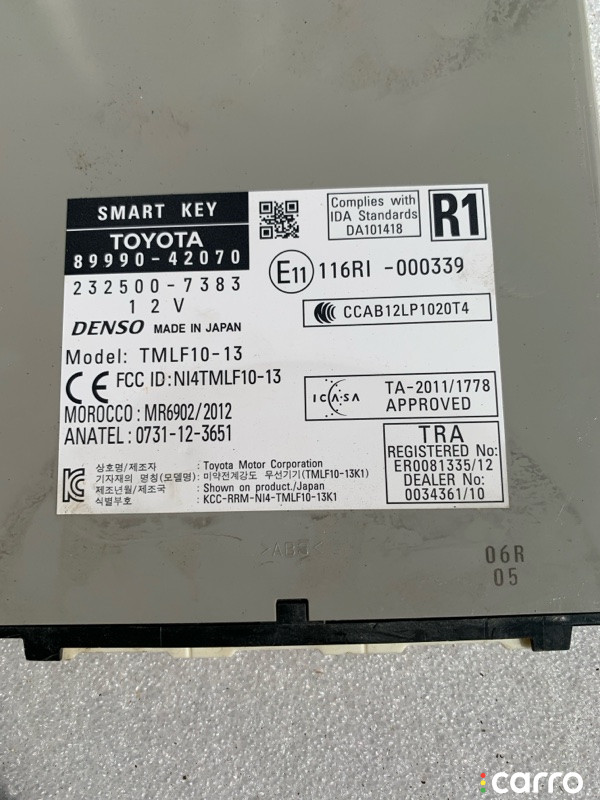 SMART KEY
TOYOTA
89990-42070
232500-7383
12V
DENSO MADE IN JAPAN
Model: TMLF10-13
CE FCC ID:NI4TMLF10-13
MOROCCO:MR6902/2012
ANATEL:0731-12-3651
Complies with
IDA Standards
DA101418
R1
E11 116RI -000339
CCAB12LP1020T4
ICASA
TA-2011/1778
APPROVED
TRA
REGISTERED No:
ER0081335/12
DEALER No:
0034361/10
상호명/제조자 : Toyota Motor Corporation
기자재의 명칭(모델명): 미약전계강도 무선기기(TMLF10-13K1)
제조년월/제조국 : Shown on product./Japan
식별부호 : KCC-RRM-NI4-TMLF10-13K1
06R
05
carro